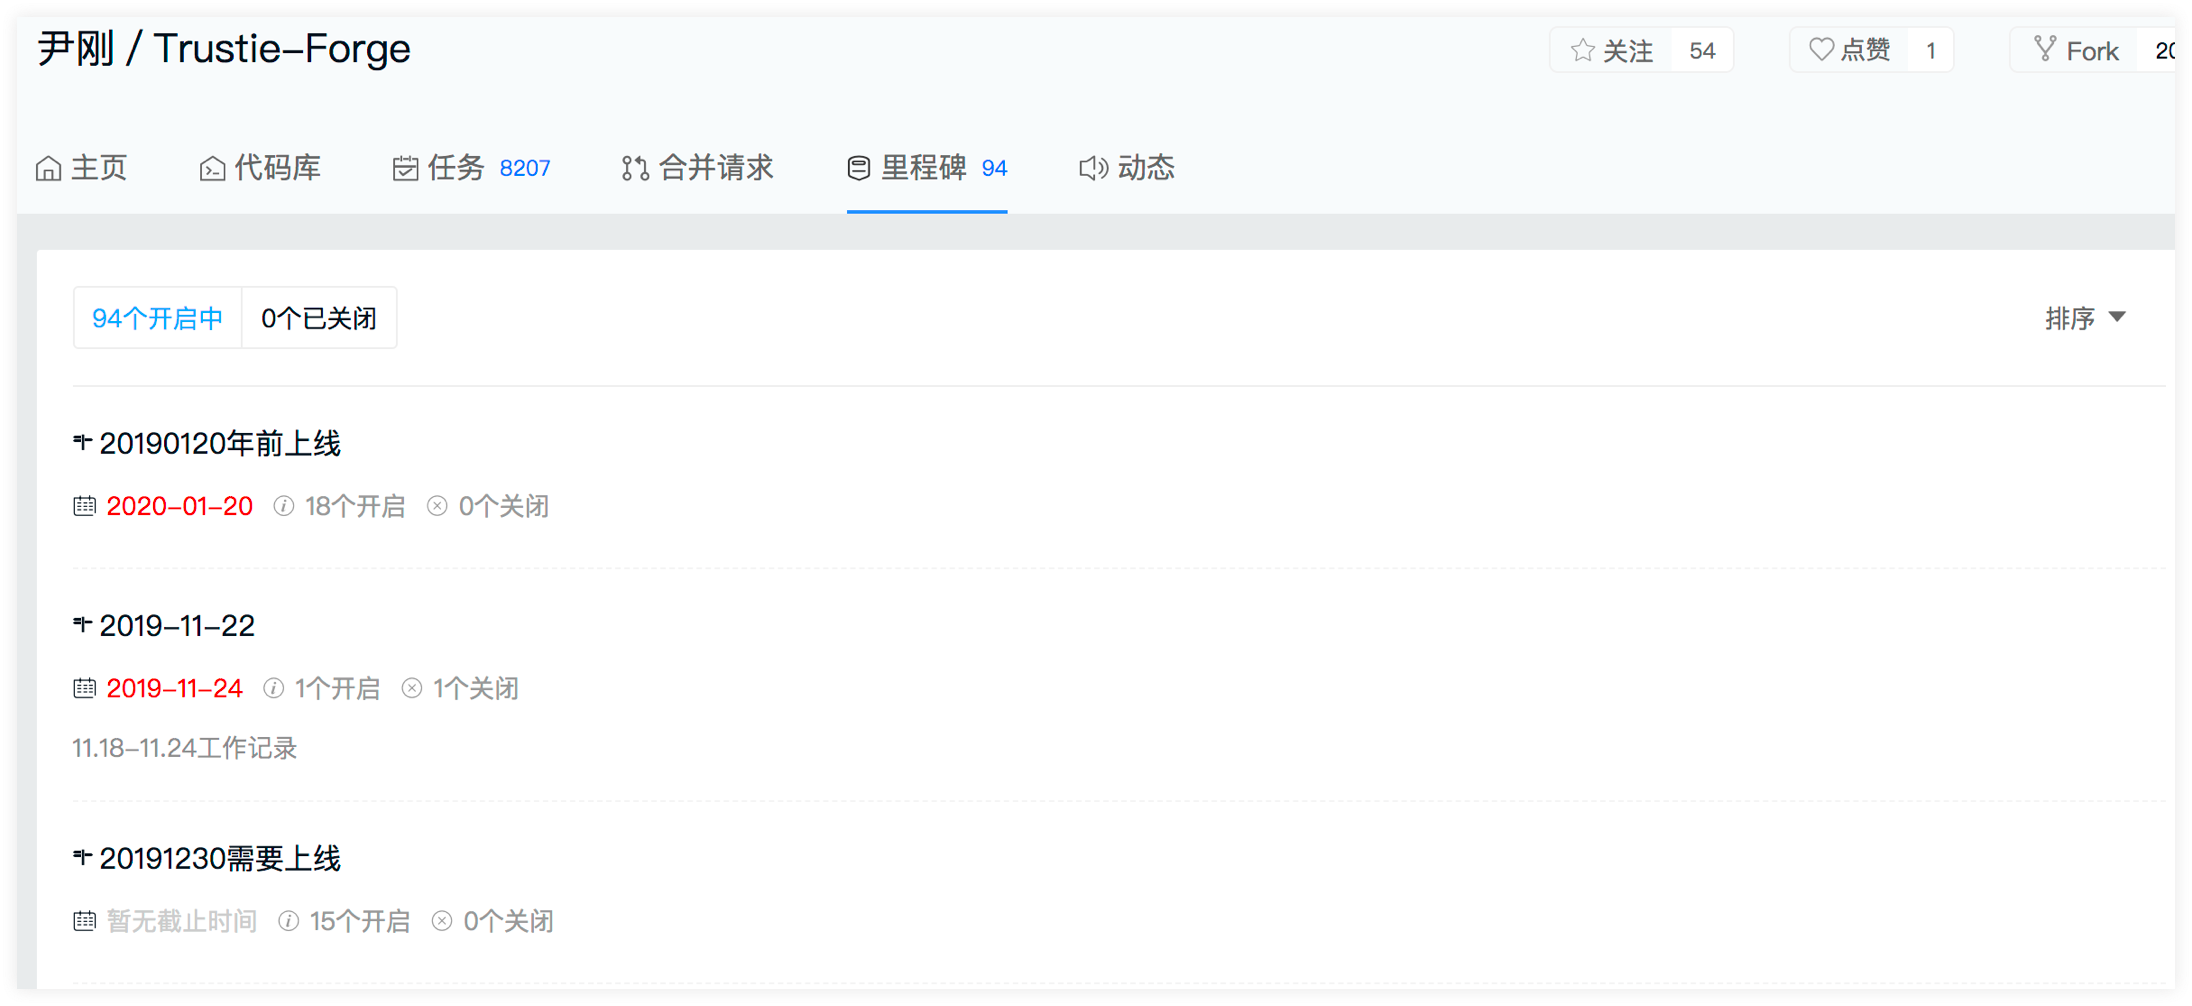 尹刚 / Trustie-Forge
关注 54 点赞 1 Fork
主页 代码库 任务 8207 合并请求 里程碑 94 动态
94个开启中 0个已关闭 排序
20190120年前上线
2020-01-20 18个开启 0个关闭
2019-11-22
2019-11-24 1个开启 1个关闭
11.18-11.24工作记录
20191230需要上线
暂无截止时间 15个开启 0个关闭